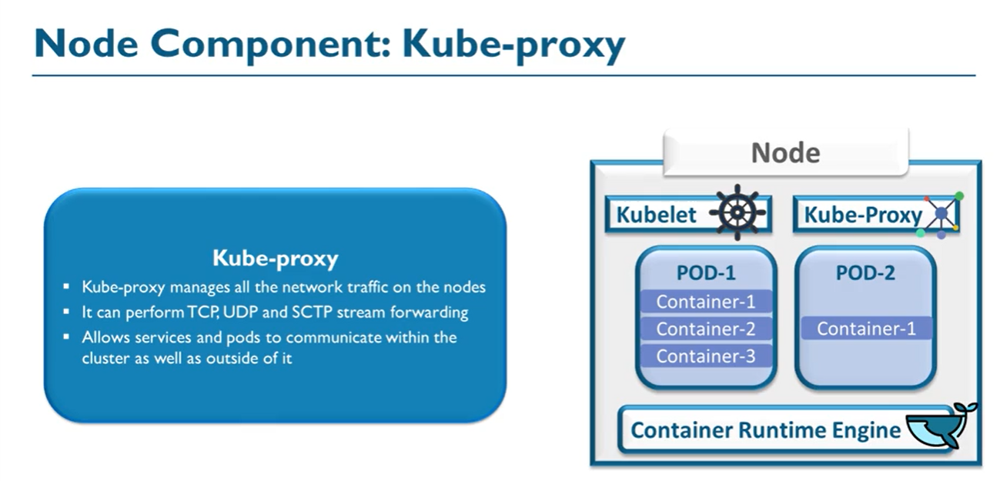 Node Component: Kube-proxy
Kube-proxy
▪ Kube-proxy manages all the network traffic on the nodes
▪ It can perform TCP, UDP and SCTP stream forwarding
▪ Allows services and pods to communicate within the
cluster as well as outside of it
Node
Kubelet
Kube-Proxy
POD-1
Container-1
Container-2
Container-3
POD-2
Container-1
Container Runtime Engine